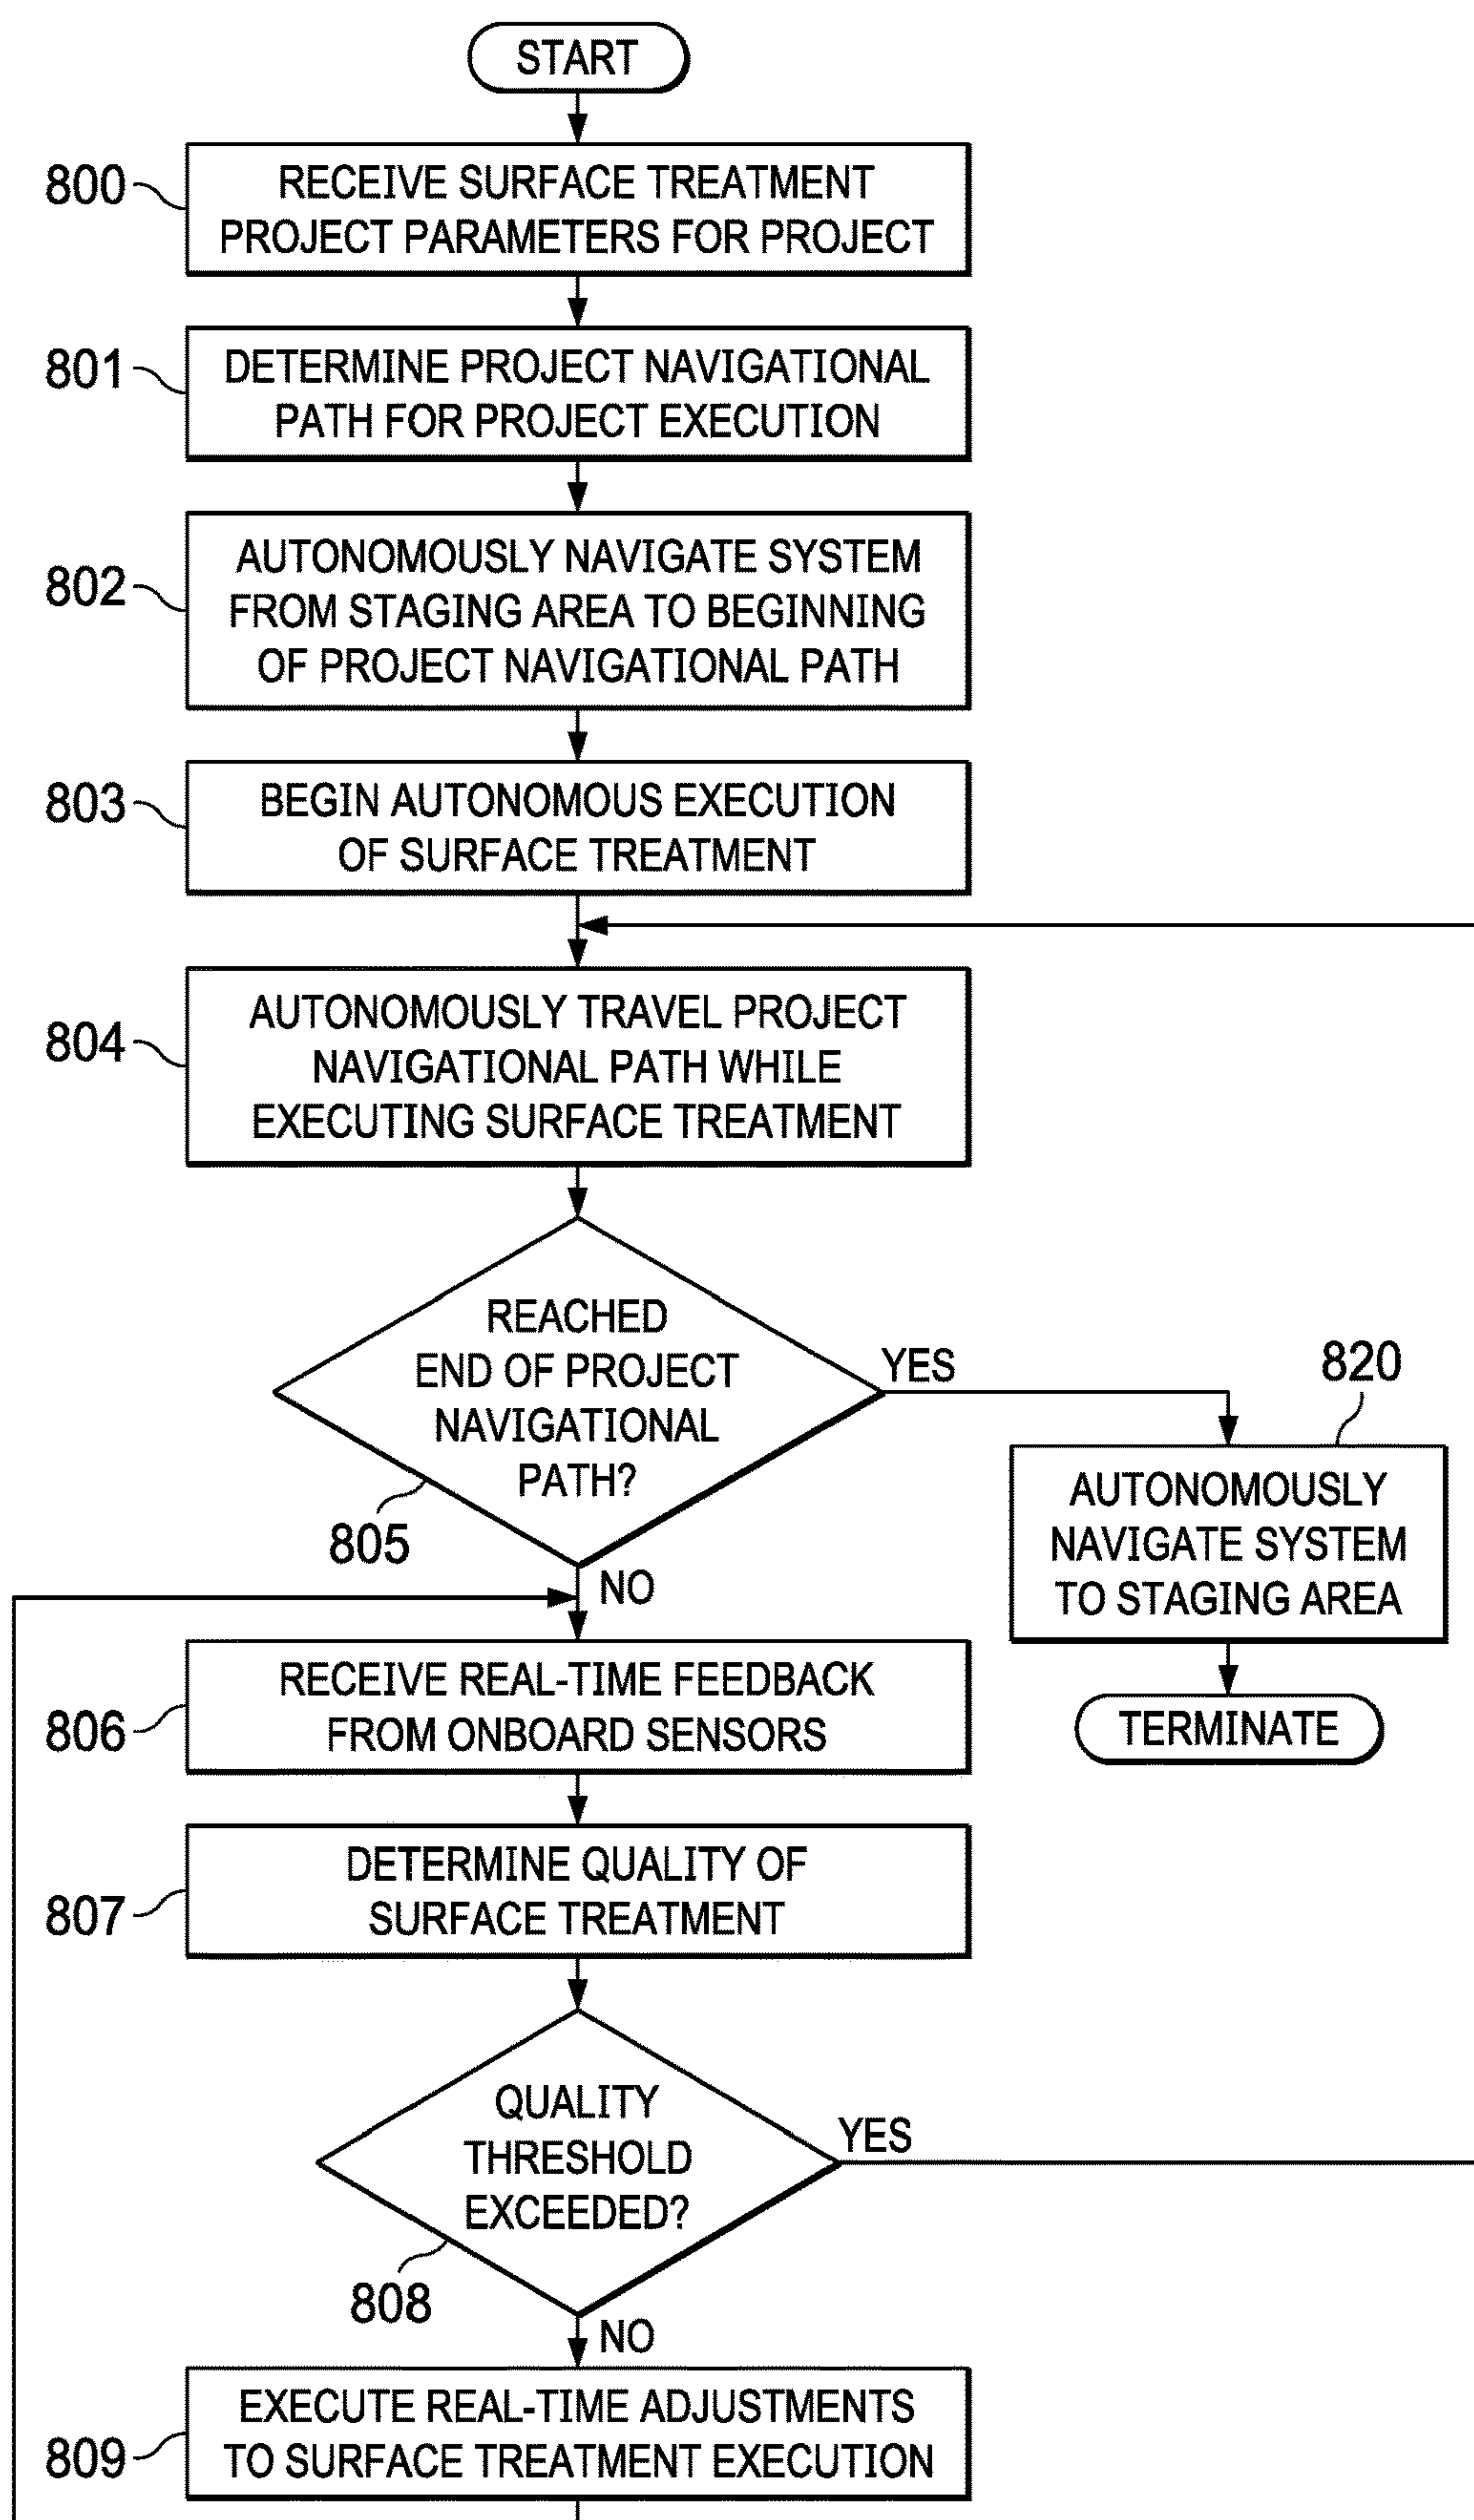 START
800
RECEIVE SURFACE TREATMENT
PROJECT PARAMETERS FOR PROJECT
801
DETERMINE PROJECT NAVIGATIONAL
PATH FOR PROJECT EXECUTION
802
AUTONOMOUSLY NAVIGATE SYSTEM
FROM STAGING AREA TO BEGINNING
OF PROJECT NAVIGATIONAL PATH
803
BEGIN AUTONOMOUS EXECUTION
OF SURFACE TREATMENT
804
AUTONOMOUSLY TRAVEL PROJECT
NAVIGATIONAL PATH WHILE
EXECUTING SURFACE TREATMENT
REACHED
END OF PROJECT
NAVIGATIONAL
PATH?
805
YES
820
AUTONOMOUSLY
NAVIGATE SYSTEM
TO STAGING AREA
TERMINATE
NO
806
RECEIVE REAL-TIME FEEDBACK
FROM ONBOARD SENSORS
807
DETERMINE QUALITY OF
SURFACE TREATMENT
QUALITY
THRESHOLD
EXCEEDED?
808
YES
NO
809
EXECUTE REAL-TIME ADJUSTMENTS
TO SURFACE TREATMENT EXECUTION